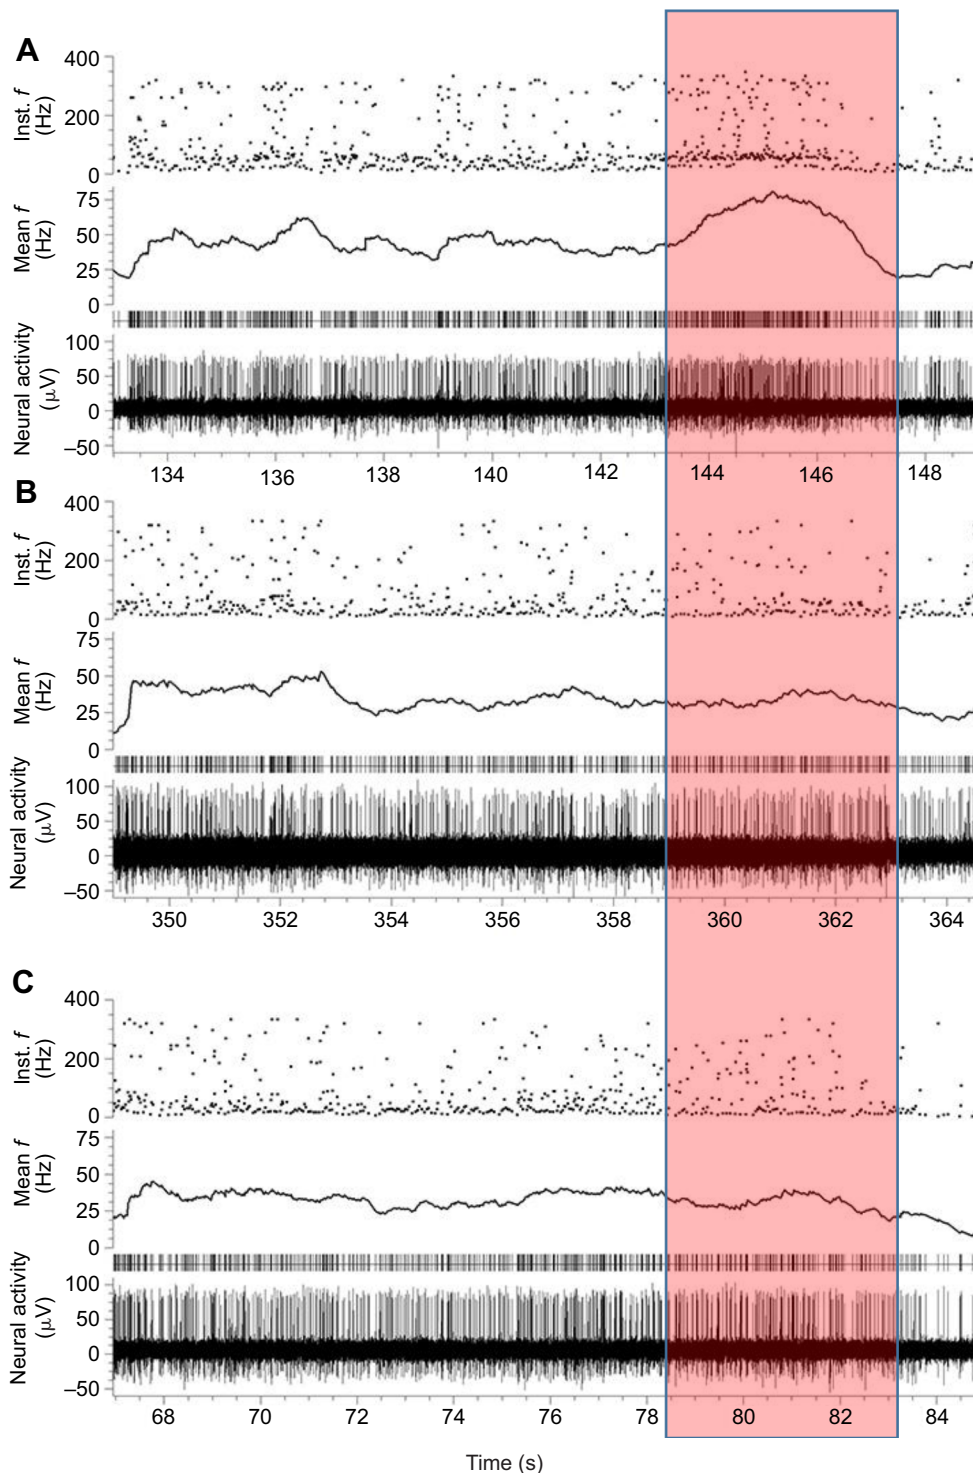 A
Inst. f
(Hz)
400
200
0
Mean f
(Hz)
75
50
25
0
Neural activity
(µV)
100
50
0
–50
134 136 138 140 142 144 146 148
B
Inst. f
(Hz)
400
200
0
Mean f
(Hz)
75
50
25
0
Neural activity
(µV)
100
50
0
–50
350 352 354 356 358 360 362 364
C
Inst. f
(Hz)
400
200
0
Mean f
(Hz)
75
50
25
0
Neural activity
(µV)
100
50
0
–50
68 70 72 74 76 78 80 82 84
Time (s)